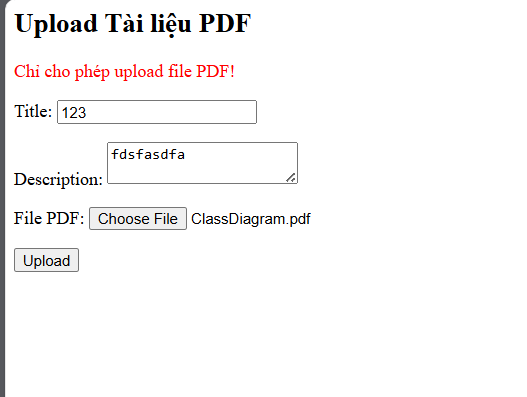 Upload Tài liệu PDF
Chỉ cho phép upload file PDF!
Title: 123
Description: fdsfasdfa
File PDF: Choose File ClassDiagram.pdf
Upload